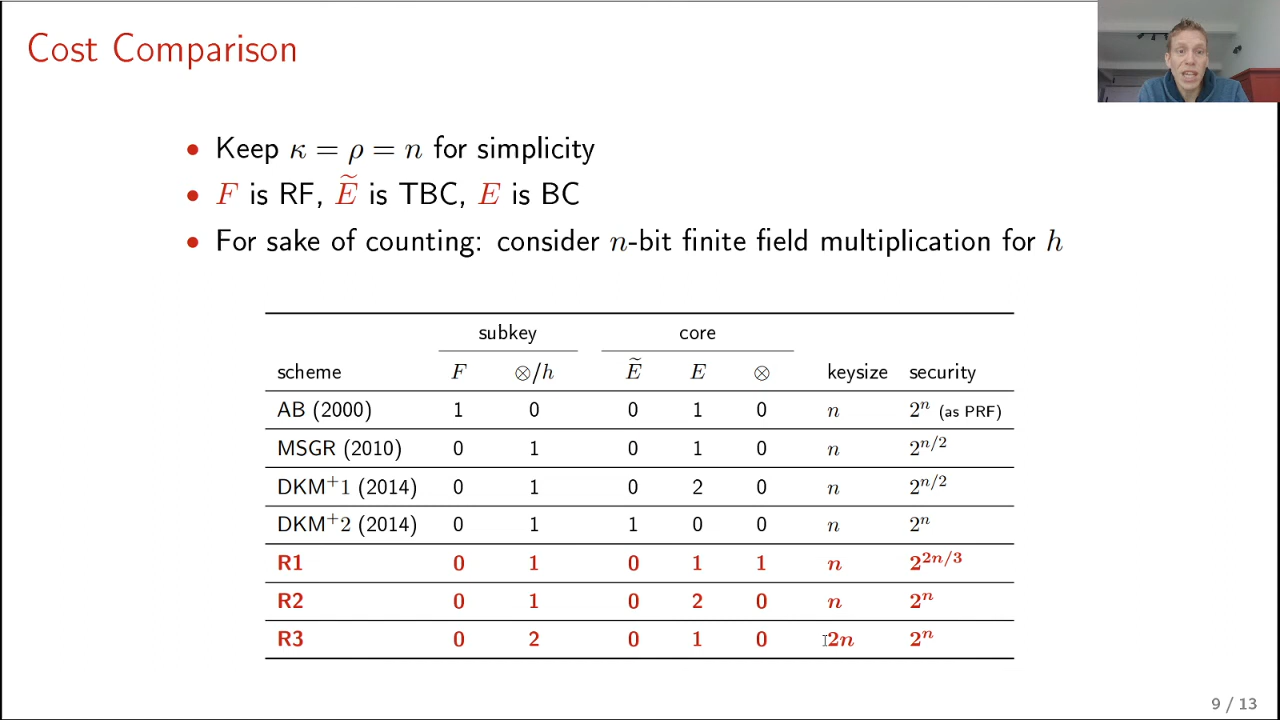 Cost Comparison
• Keep κ = ρ = n for simplicity
• F is RF, Ẽ is TBC, E is BC
• For sake of counting: consider n-bit finite field multiplication for h
subkey core
scheme F ⊗/h Ẽ E ⊗ keysize security
AB (2000) 1 0 0 1 0 n 2^n (as PRF)
MSGR (2010) 0 1 0 1 0 n 2^{n/2}
DKM^+1 (2014) 0 1 0 2 0 n 2^{n/2}
DKM^+2 (2014) 0 1 1 0 0 n 2^n
R1 0 1 0 1 1 n 2^{2n/3}
R2 0 1 0 2 0 n 2^n
R3 0 2 0 1 0 2n 2^n
9 / 13